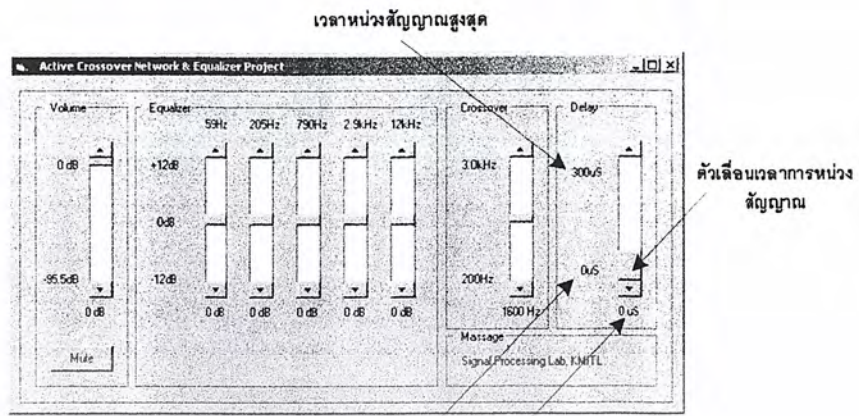 เวลาหน่วงสัญญาณสูงสุด
Active Crossover Network & Equalizer Project
Volume
Equalizer
Crossover
Delay
59Hz 205Hz 790Hz 2.9kHz 12kHz
0 dB
+12dB
3.0kHz
300uS
ตัวเลื่อนเวลาการหน่วง
สัญญาณ
0dB
0uS
-95.5dB
-12dB
200Hz
0 dB
0 dB 0 dB 0 dB 0 dB 0 dB
1600 Hz
0 uS
Mute
Massage
Signal Processing Lab, KMITL